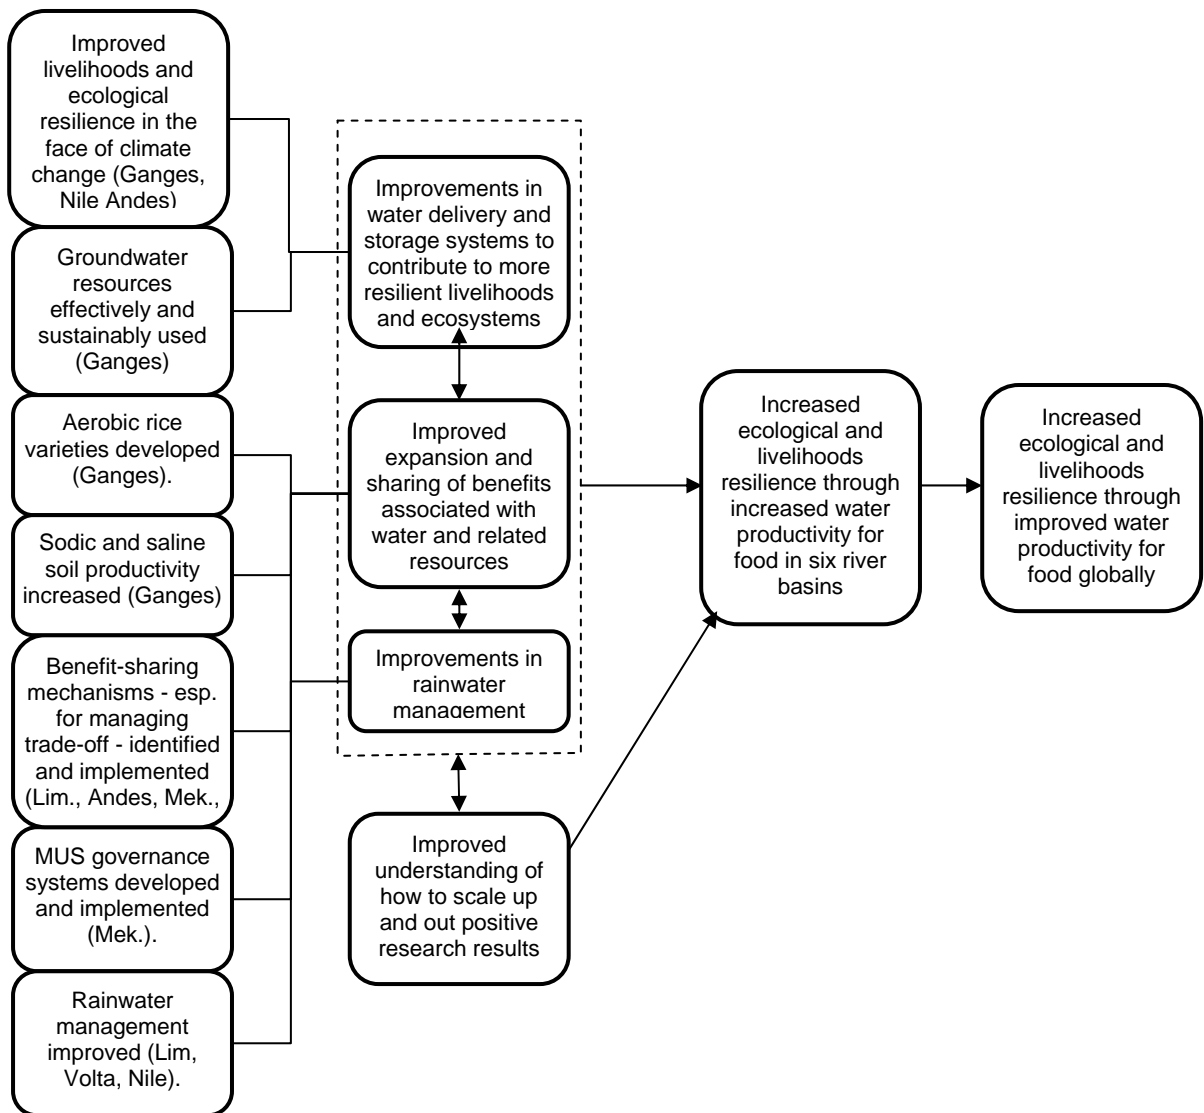 Improved
livelihoods and
ecological
resilience in the
face of climate
change (Ganges,
Nile Andes)
Groundwater
resources
effectively and
sustainably used
(Ganges)
Aerobic rice
varieties developed
(Ganges).
Sodic and saline
soil productivity
increased (Ganges)
Benefit-sharing
mechanisms - esp.
for managing
trade-off - identified
and implemented
(Lim., Andes, Mek.,
MUS governance
systems developed
and implemented
(Mek.).
Rainwater
management
improved (Lim,
Volta, Nile).
Improvements in
water delivery and
storage systems to
contribute to more
resilient livelihoods
and ecosystems
Improved
expansion and
sharing of benefits
associated with
water and related
resources
Improvements in
rainwater
management
Improved
understanding of
how to scale up
and out positive
research results
Increased
ecological and
livelihoods
resilience through
increased water
productivity for
food in six river
basins
Increased
ecological and
livelihoods
resilience through
improved water
productivity for
food globally